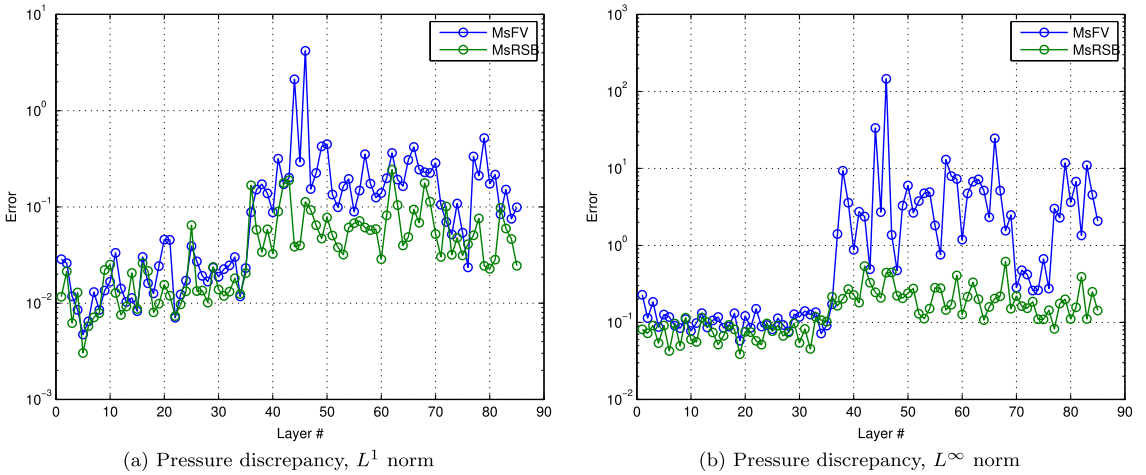 10^1
10^0
10^-1
10^-2
10^-3
Error
0 10 20 30 40 50 60 70 80 90
Layer #
MsFV
MsRSB
(a) Pressure discrepancy, L^1 norm
10^3
10^2
10^1
10^0
10^-1
10^-2
Error
0 10 20 30 40 50 60 70 80 90
Layer #
MsFV
MsRSB
(b) Pressure discrepancy, L^∞ norm